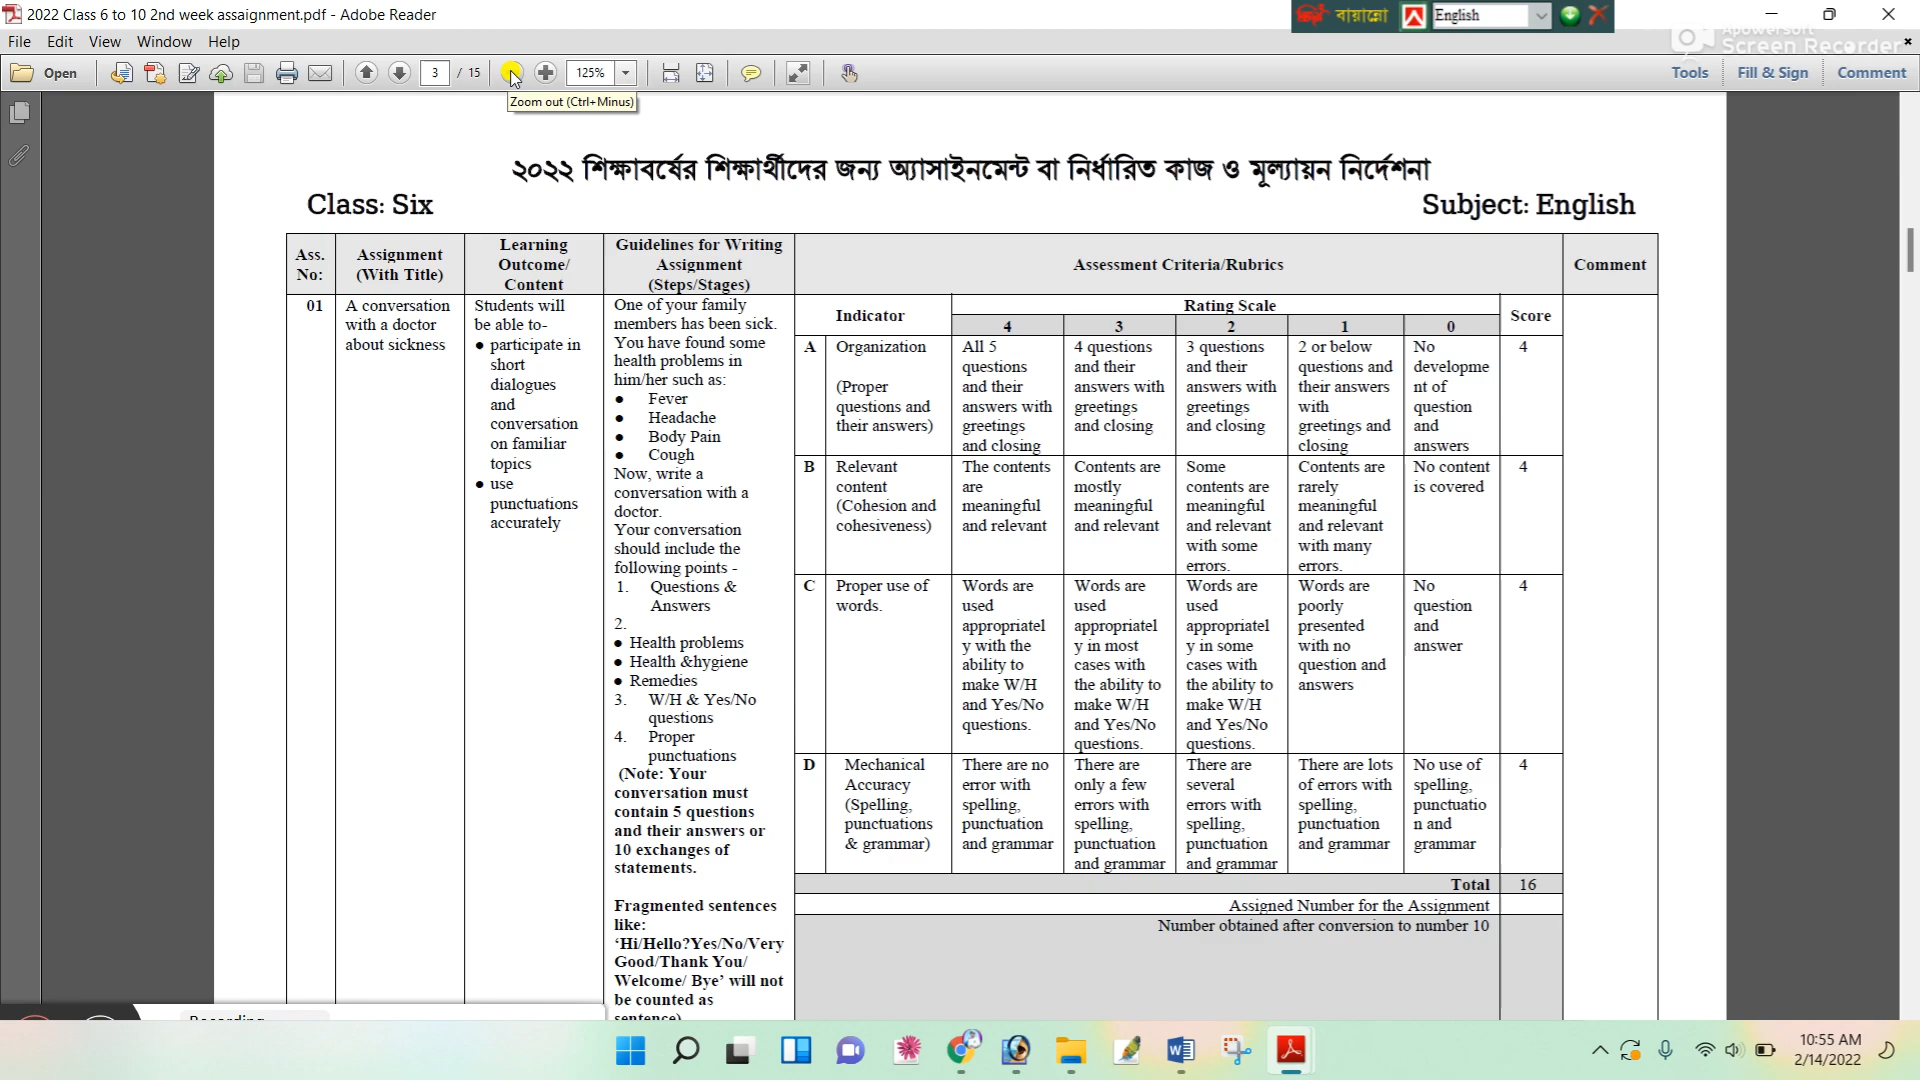 2022 Class 6 to 10 2nd week assaignment.pdf - Adobe Reader
বায়ান্নো English
File Edit View Window Help
Apowersoft
Screen Recorder
Open 3 / 15 125% Tools Fill & Sign Comment
Zoom out (Ctrl+Minus)
২০২২ শিক্ষাবর্ষের শিক্ষার্থীদের জন্য অ্যাসাইনমেন্ট বা নির্ধারিত কাজ ও মূল্যায়ন নির্দেশনা
Class: Six
Subject: English
Ass.
No:
Assignment
(With Title)
Learning
Outcome/
Content
Guidelines for Writing
Assignment
(Steps/Stages)
Assessment Criteria/Rubrics
Comment
01
A conversation
with a doctor
about sickness
Students will
be able to-
● participate in
short
dialogues
and
conversation
on familiar
topics
● use
punctuations
accurately
One of your family
members has been sick.
You have found some
health problems in
him/her such as:
● Fever
● Headache
● Body Pain
● Cough
Now, write a
conversation with a
doctor.
Your conversation
should include the
following points -
1. Questions &
Answers
2.
● Health problems
● Health &hygiene
● Remedies
3. W/H & Yes/No
questions
4. Proper
punctuations
(Note: Your
conversation must
contain 5 questions
and their answers or
10 exchanges of
statements.
Fragmented sentences
like:
‘Hi/Hello?Yes/No/Very
Good/Thank You/
Welcome/ Bye’ will not
be counted as
sentence)
Indicator
Rating Scale
4 3 2 1 0
Score
A
Organization
(Proper
questions and
their answers)
All 5
questions
and their
answers with
greetings
and closing
4 questions
and their
answers with
greetings
and closing
3 questions
and their
answers with
greetings
and closing
2 or below
questions and
their answers
with
greetings and
closing
No
developme
nt of
question
and
answers
4
B
Relevant
content
(Cohesion and
cohesiveness)
The contents
are
meaningful
and relevant
Contents are
mostly
meaningful
and relevant
Some
contents are
meaningful
and relevant
with some
errors.
Contents are
rarely
meaningful
and relevant
with many
errors.
No content
is covered
4
C
Proper use of
words.
Words are
used
appropriatel
y with the
ability to
make W/H
and Yes/No
questions.
Words are
used
appropriatel
y in most
cases with
the ability to
make W/H
and Yes/No
questions.
Words are
used
appropriatel
y in some
cases with
the ability to
make W/H
and Yes/No
questions.
Words are
poorly
presented
with no
question and
answers
No
question
and
answer
4
D
Mechanical
Accuracy
(Spelling,
punctuations
& grammar)
There are no
error with
spelling,
punctuation
and grammar
There are
only a few
errors with
spelling,
punctuation
and grammar
There are
several
errors with
spelling,
punctuation
and grammar
There are lots
of errors with
spelling,
punctuation
and grammar
No use of
spelling,
punctuatio
n and
grammar
4
Total 16
Assigned Number for the Assignment
Number obtained after conversion to number 10
Recording
10:55 AM
2/14/2022